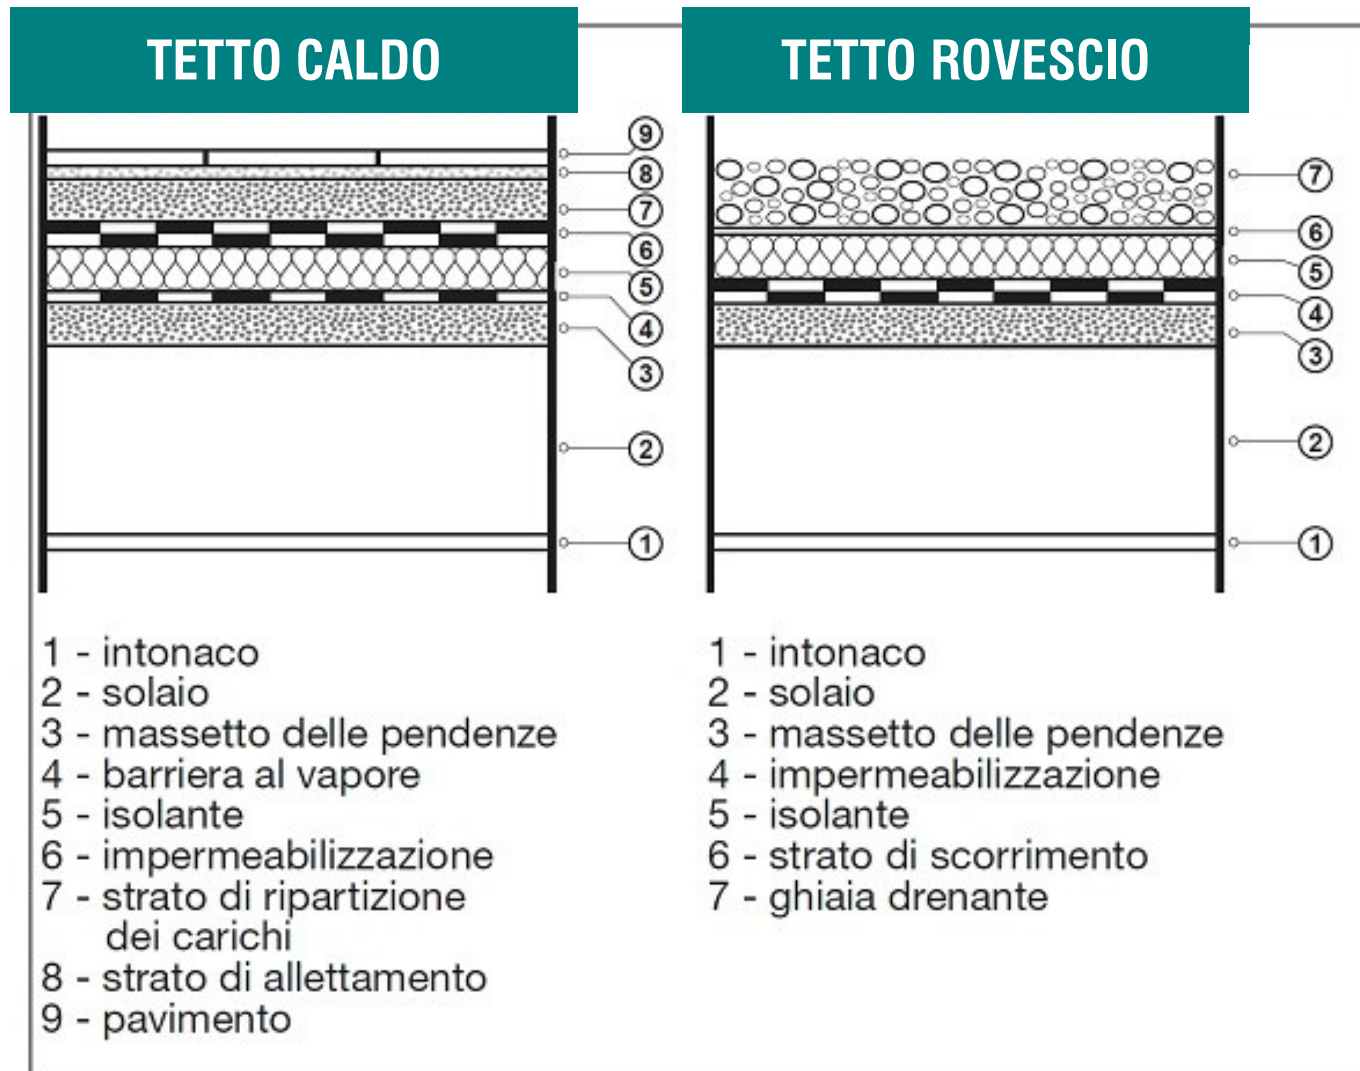 TETTO CALDO
9
8
7
6
5
4
3
2
1
1 - intonaco
2 - solaio
3 - massetto delle pendenze
4 - barriera al vapore
5 - isolante
6 - impermeabilizzazione
7 - strato di ripartizione
dei carichi
8 - strato di allettamento
9 - pavimento
TETTO ROVESCIO
7
6
5
4
3
2
1
1 - intonaco
2 - solaio
3 - massetto delle pendenze
4 - impermeabilizzazione
5 - isolante
6 - strato di scorrimento
7 - ghiaia drenante